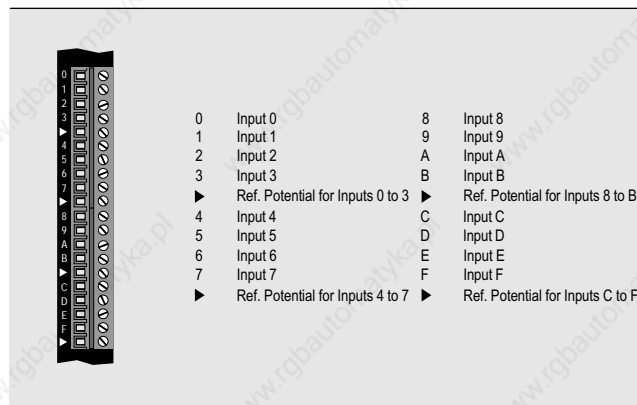 0
1
2
3
▶
4
5
6
7
▶
8
9
A
B
▶
C
D
E
F
▶
0 Input 0
1 Input 1
2 Input 2
3 Input 3
▶ Ref. Potential for Inputs 0 to 3
4 Input 4
5 Input 5
6 Input 6
7 Input 7
▶ Ref. Potential for Inputs 4 to 7
8 Input 8
9 Input 9
A Input A
B Input B
▶ Ref. Potential for Inputs 8 to B
C Input C
D Input D
E Input E
F Input F
▶ Ref. Potential for Inputs C to F
www.rgbautomatyka.pl